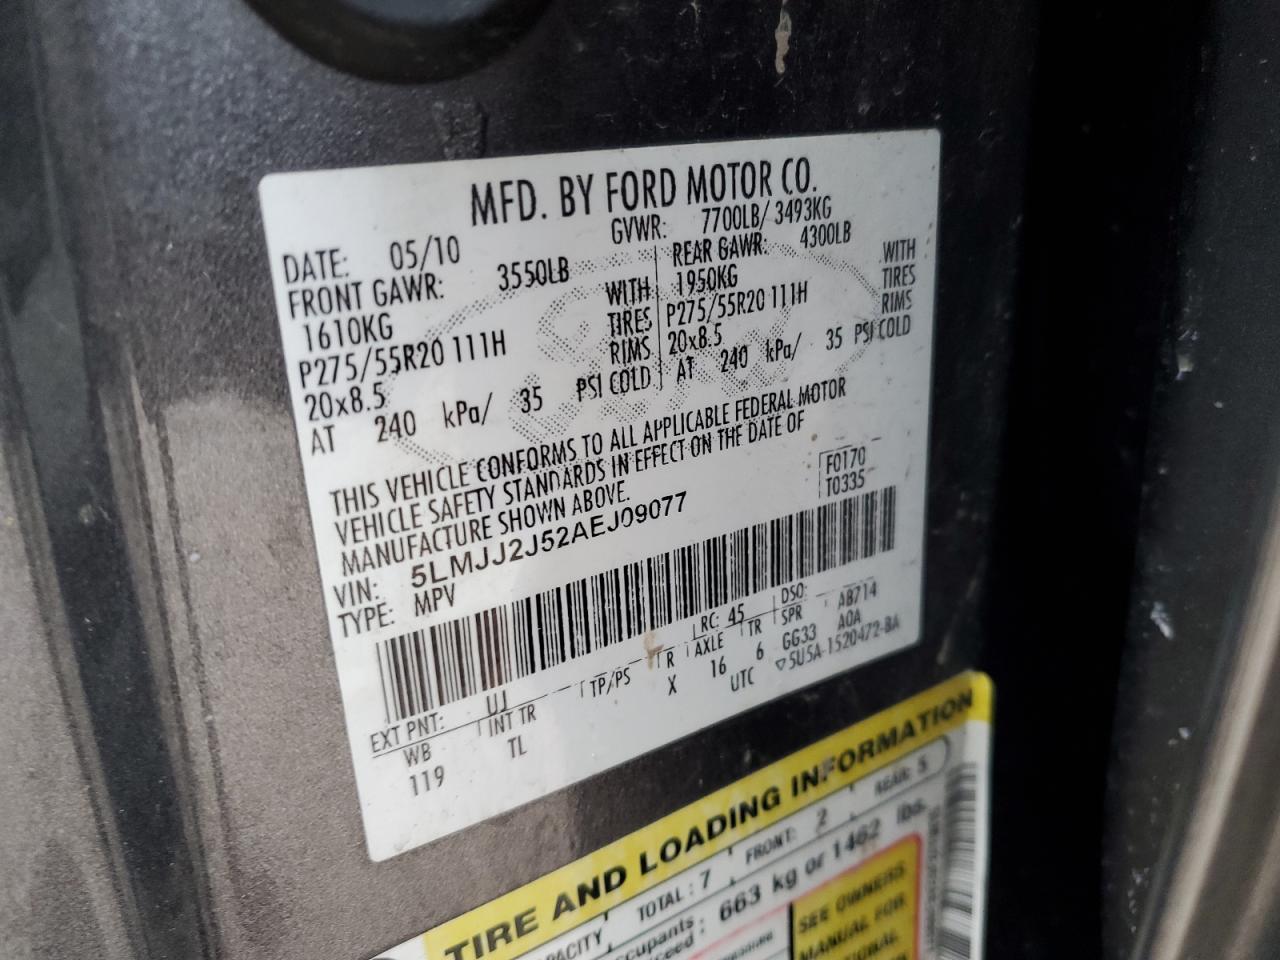 MFD. BY FORD MOTOR CO.
DATE: 05/10 GVWR: 7700LB/ 3493KG
FRONT GAWR: 3550LB REAR GAWR: 4300LB
1610KG WITH 1950KG WITH
P275/55R20 111H TIRES P275/55R20 111H TIRES
20x8.5 RIMS 20x8.5 RIMS
AT 240 kPa/ 35 PSI COLD AT 240 kPa/ 35 PSI COLD
THIS VEHICLE CONFORMS TO ALL APPLICABLE FEDERAL MOTOR
VEHICLE SAFETY STANDARDS IN EFFECT ON THE DATE OF
MANUFACTURE SHOWN ABOVE.
F0170
VIN: 5LMJJ2J52AEJ09077 T0335
TYPE: MPV
EXT PNT: UJ RC: 45 DSO:
WB INT TR TP/PS R AXLE TR SPR AB714
119 TL X 16 6 GG33 AOA
UTC ▽5U5A-1520472-BA
TIRE AND LOADING INFORMATION
TOTAL: 7 FRONT: 2 REAR: 5
663 kg or 1462 lbs.
SEE OWNERS
MANUAL FOR